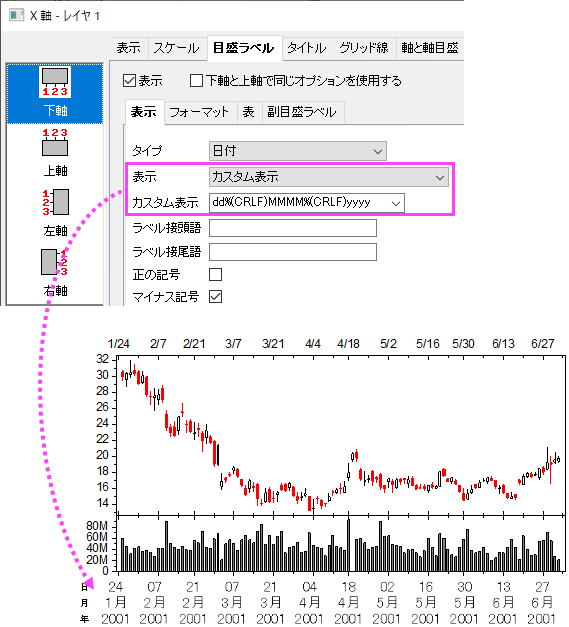 X 軸 - レイヤ 1
表示 スケール 目盛ラベル タイトル グリッド線 軸と軸目盛
123
下軸
123
上軸
1
2
3
左軸
1
2
3
右軸
表示 下軸と上軸で同じオプションを使用する
表示 フォーマット 表 副目盛ラベル
タイプ 日付
表示 カスタム表示
カスタム表示 dd%(CRLF)MMMM%(CRLF)yyyy
ラベル接頭語
ラベル接尾語
正の記号
マイナス記号
1/24 2/7 2/21 3/7 3/21 4/4 4/18 5/2 5/16 5/30 6/13 6/27
32
30
28
26
24
22
20
18
16
14
80M
60M
40M
20M
0
日 24 07 21 07 21 04 18 02 16 30 13 27
月 1月 2月 2月 3月 3月 4月 4月 5月 5月 5月 6月 6月
年 2001 2001 2001 2001 2001 2001 2001 2001 2001 2001 2001 2001